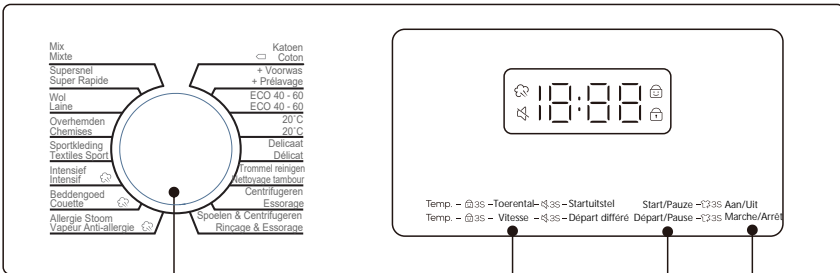 Mix
Mixte
Supersnel
Super Rapide
Wol
Laine
Overhemden
Chemises
Sportkleding
Textiles Sport
Intensief
Intensif
Beddengoed
Couette
Allergie Stoom
Vapeur Anti-allergie
Katoen
Coton
+ Voorwas
+ Prélavage
ECO 40 - 60
ECO 40 - 60
20˚C
20˚C
Delicaat
Délicat
Trommel reinigen
Nettoyage tambour
Centrifugeren
Essorage
Spoelen & Centrifugeren
Rinçage & Essorage
18:88
Temp. – 3S – Toerental – 3S – Startuitstel Start/Pauze – 3S Aan/Uit
Temp. – 3S – Vitesse – 3S – Départ différé Départ/Pause – 3S Marche/Arrêt